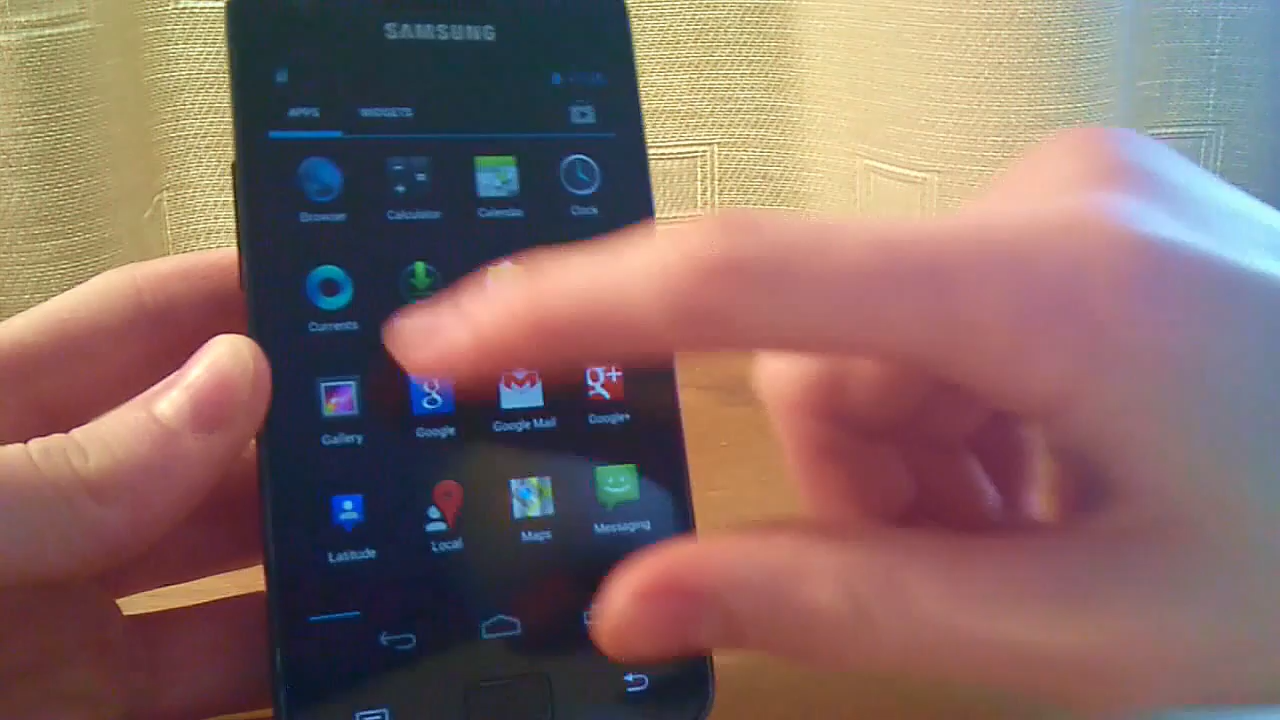 SAMSUNG
APPS WIDGETS
Browser Calculator Calendar Clock
Currents
Gallery Google Google Mail Google+
Latitude Local Maps Messaging